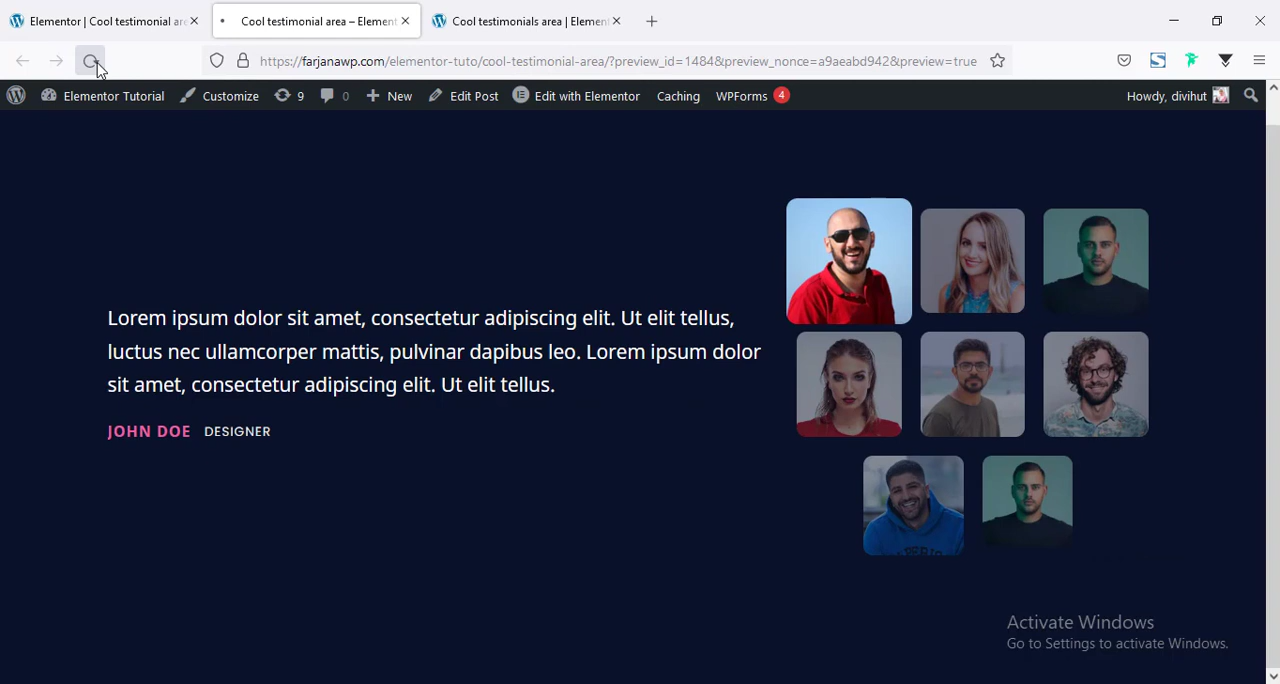 Elementor | Cool testimonial are
Cool testimonial area – Element
Cool testimonials area | Element
https://farjanawp.com/elementor-tuto/cool-testimonial-area/?preview_id=1484&preview_nonce=a9aeabd942&preview=true
Elementor Tutorial Customize 9 0 New Edit Post Edit with Elementor Caching WPForms 4 Howdy, divihut
Lorem ipsum dolor sit amet, consectetur adipiscing elit. Ut elit tellus,
luctus nec ullamcorper mattis, pulvinar dapibus leo. Lorem ipsum dolor
sit amet, consectetur adipiscing elit. Ut elit tellus.
JOHN DOE DESIGNER
Activate Windows
Go to Settings to activate Windows.